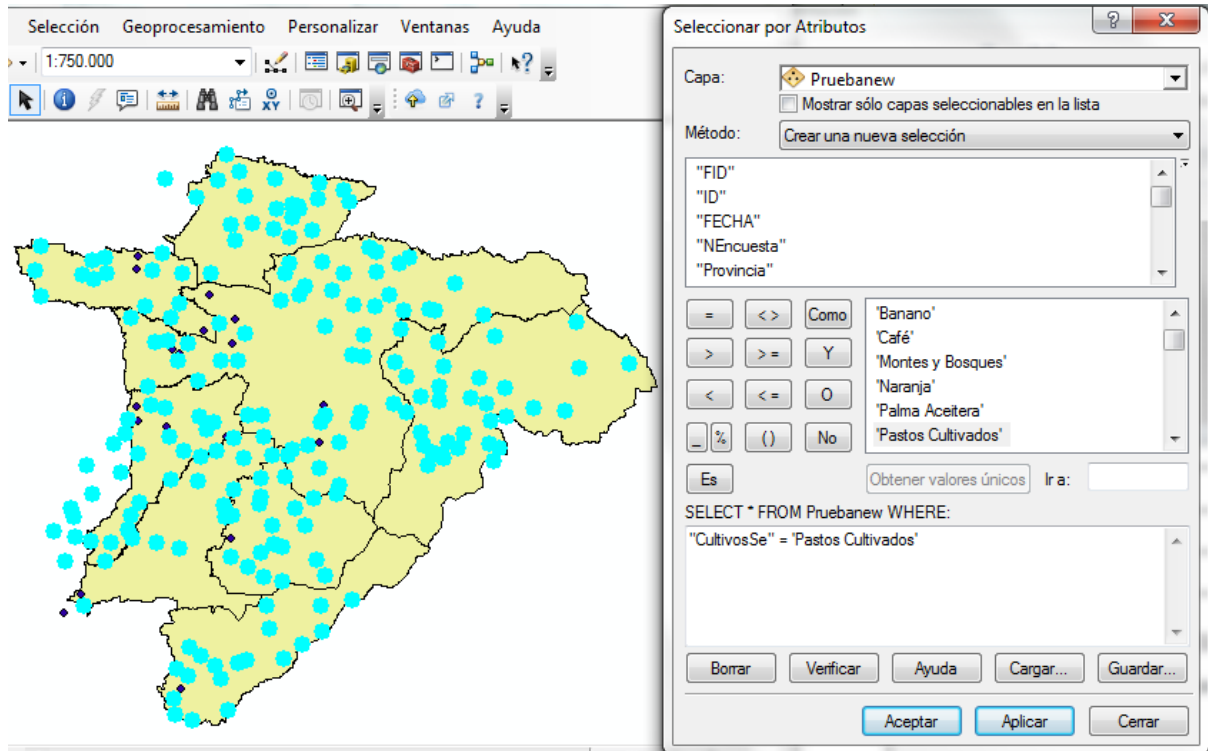 Selección Geoprocesamiento Personalizar Ventanas Ayuda
1:750.000
XY
Seleccionar por Atributos
Capa: Pruebanew
Mostrar sólo capas seleccionables en la lista
Método: Crear una nueva selección
"FID"
"ID"
"FECHA"
"NEncuesta"
"Provincia"
= < > Como
> > = Y
< < = O
_ % ( ) No
Es
'Banano'
'Café'
'Montes y Bosques'
'Naranja'
'Palma Aceitera'
'Pastos Cultivados'
Obtener valores únicos Ir a:
SELECT * FROM Pruebanew WHERE:
"CultivosSe" = 'Pastos Cultivados'
Borrar Verificar Ayuda Cargar... Guardar...
Aceptar Aplicar Cerrar